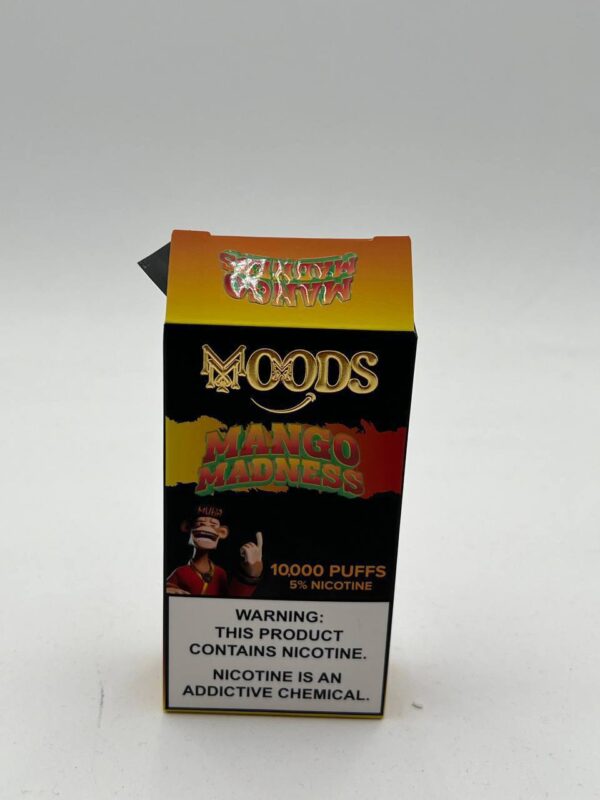 MANGO
MADNESS
MOODS
MANGO
MADNESS
MUHA
10,000 PUFFS
5% NICOTINE
WARNING:
THIS PRODUCT
CONTAINS NICOTINE.
NICOTINE IS AN
ADDICTIVE CHEMICAL.